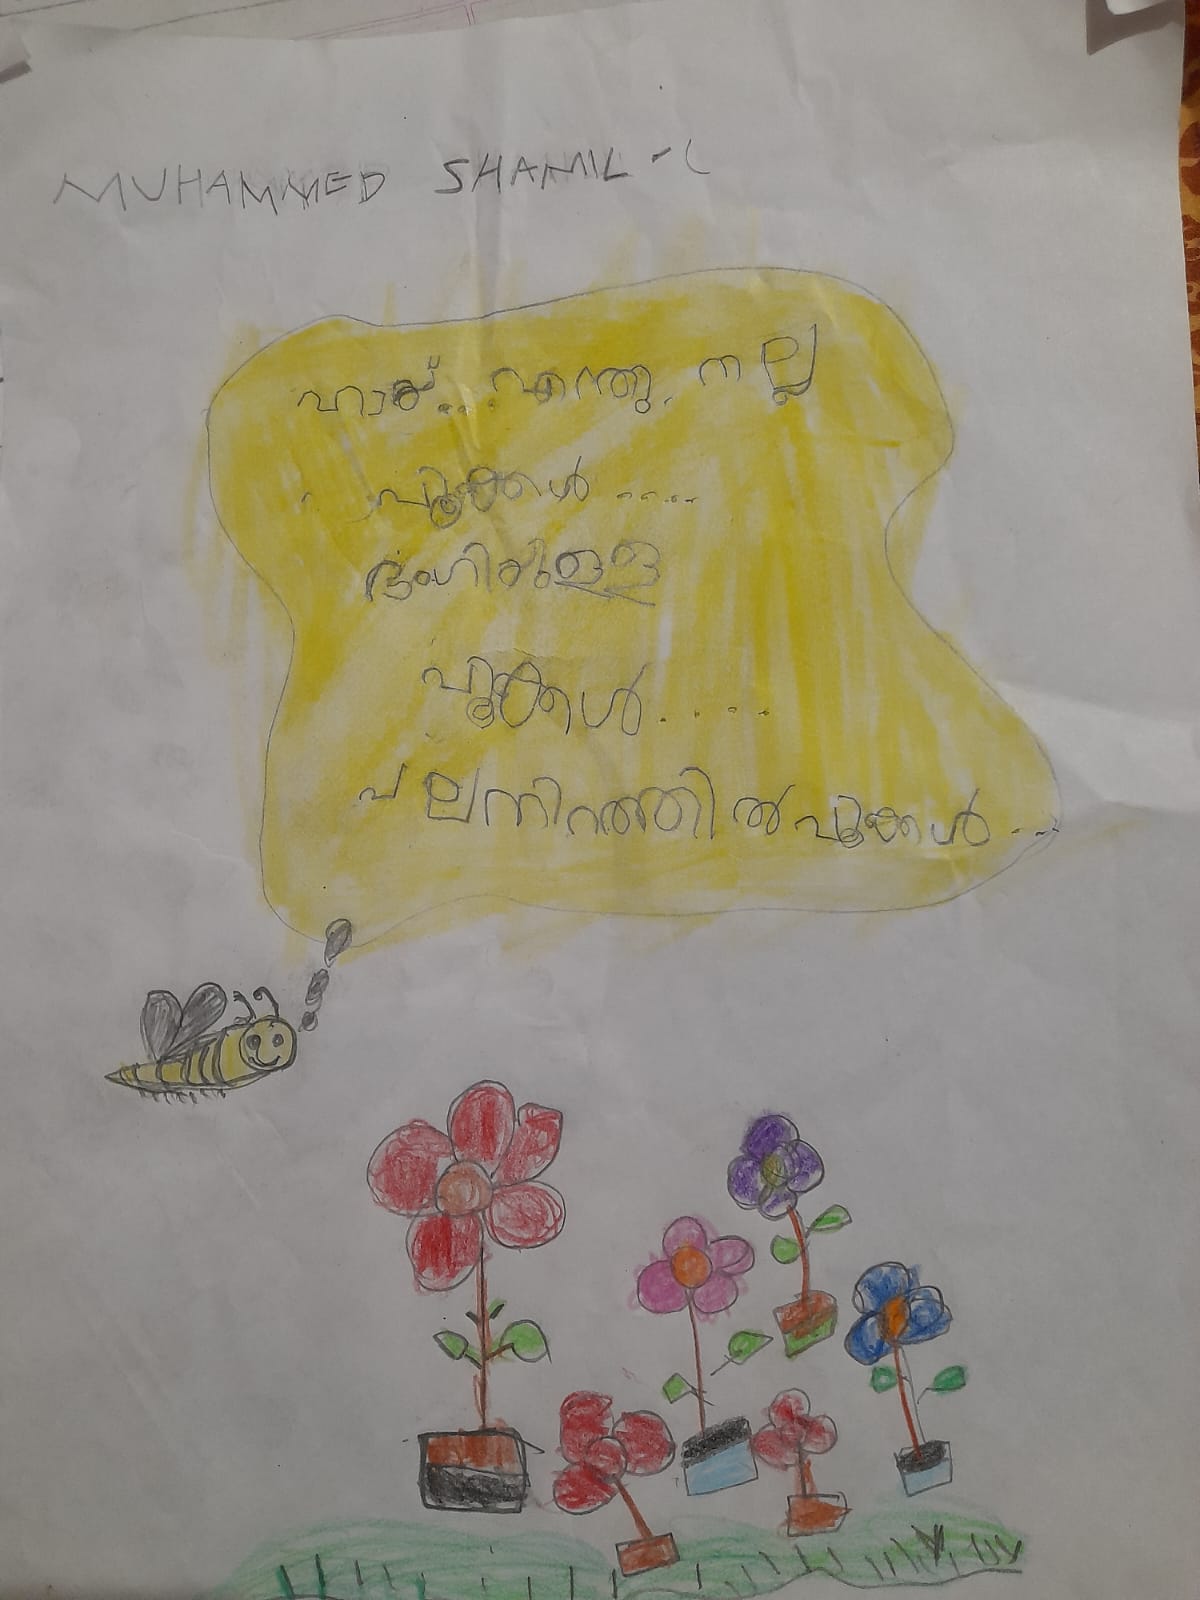 MUHAMMED SHAMIL - C
ഹായ്... എന്തു നല്ല
പൂക്കൾ .....
ഭംഗിയുള്ള
പൂക്കൾ.....
പലനിറത്തിൽ പൂക്കൾ...